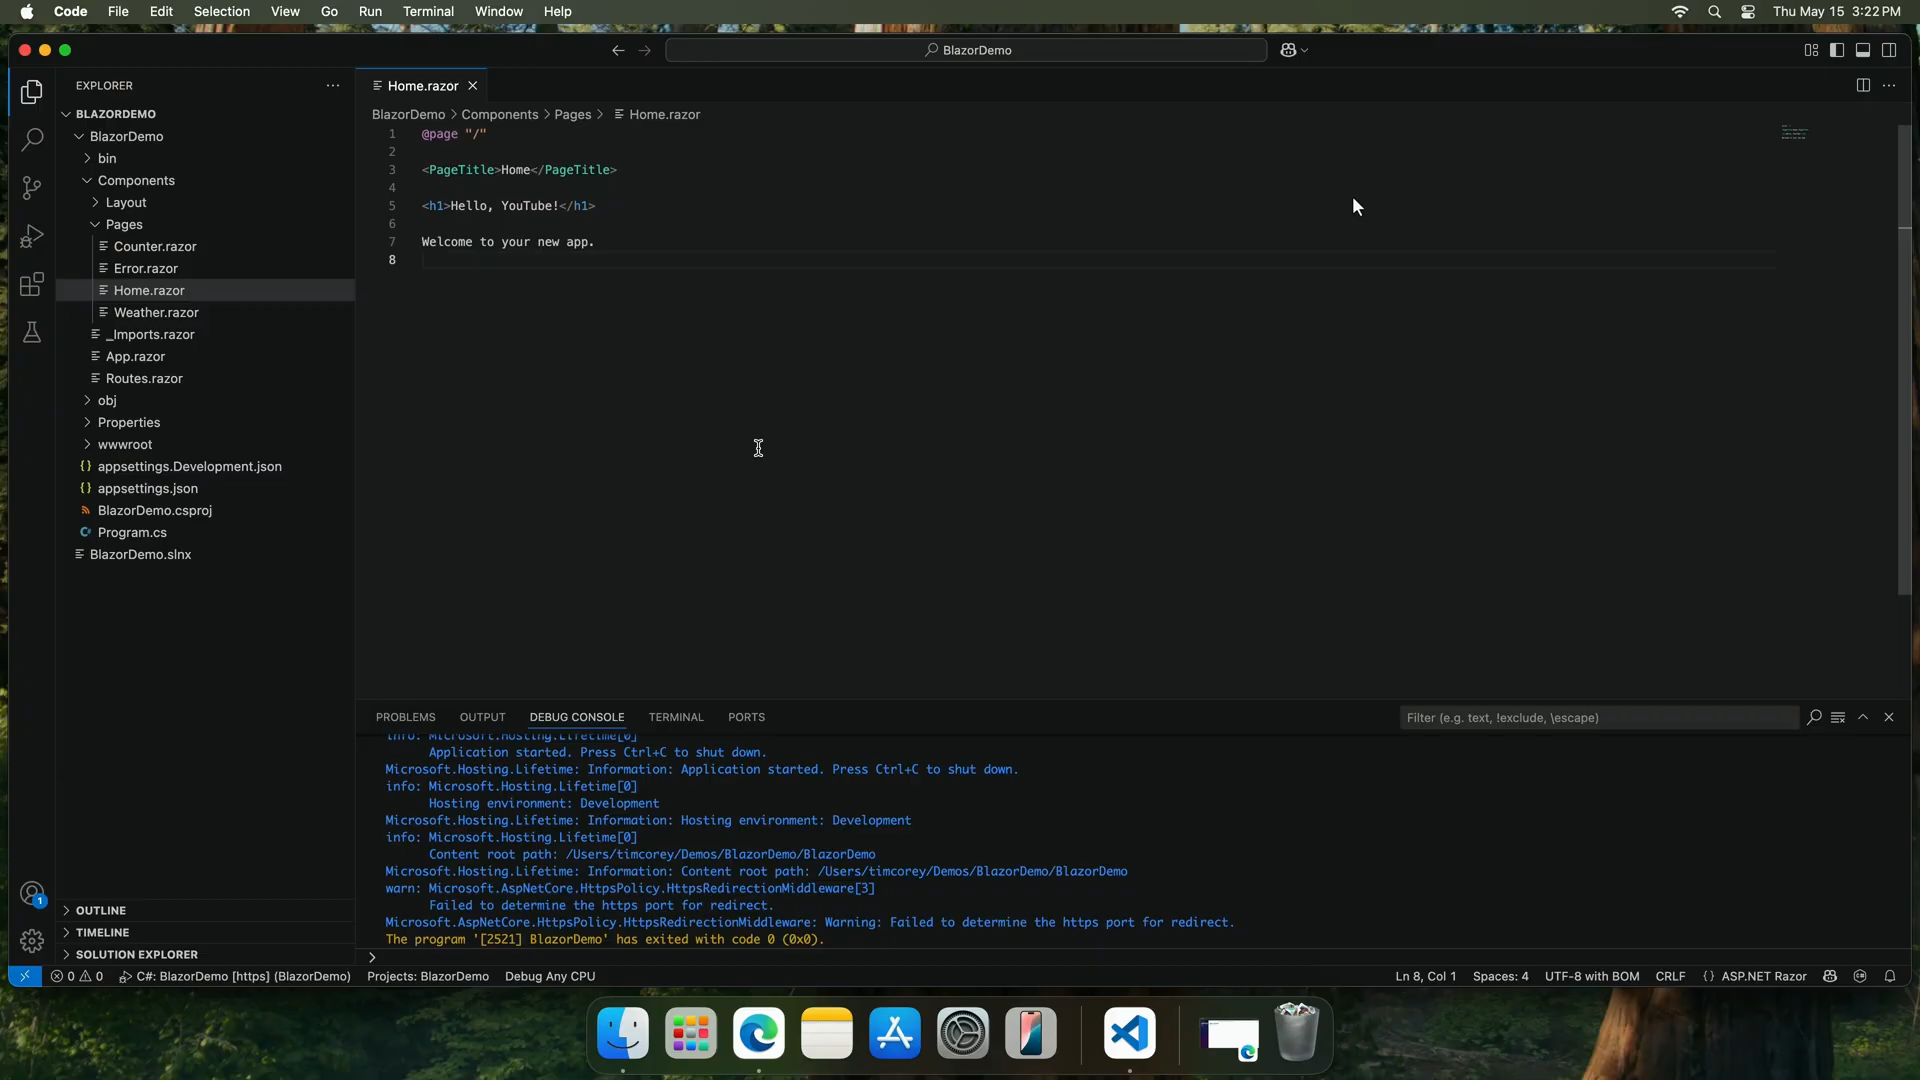 Code File Edit Selection View Go Run Terminal Window Help Thu May 15 3:22 PM
BlazorDemo
EXPLORER
BLAZORDEMO
BlazorDemo
bin
Components
Layout
Pages
Counter.razor
Error.razor
Home.razor
Weather.razor
_Imports.razor
App.razor
Routes.razor
obj
Properties
wwwroot
appsettings.Development.json
appsettings.json
BlazorDemo.csproj
Program.cs
BlazorDemo.slnx
OUTLINE
TIMELINE
SOLUTION EXPLORER
Home.razor
BlazorDemo > Components > Pages > Home.razor
1 @page "/"
2
3 <PageTitle>Home</PageTitle>
4
5 <h1>Hello, YouTube!</h1>
6
7 Welcome to your new app.
8
PROBLEMS OUTPUT DEBUG CONSOLE TERMINAL PORTS Filter (e.g. text, !exclude, \escape)
info: Microsoft.Hosting.Lifetime[0]
Application started. Press Ctrl+C to shut down.
Microsoft.Hosting.Lifetime: Information: Application started. Press Ctrl+C to shut down.
info: Microsoft.Hosting.Lifetime[0]
Hosting environment: Development
Microsoft.Hosting.Lifetime: Information: Hosting environment: Development
info: Microsoft.Hosting.Lifetime[0]
Content root path: /Users/timcorey/Demos/BlazorDemo/BlazorDemo
Microsoft.Hosting.Lifetime: Information: Content root path: /Users/timcorey/Demos/BlazorDemo/BlazorDemo
warn: Microsoft.AspNetCore.HttpsPolicy.HttpsRedirectionMiddleware[3]
Failed to determine the https port for redirect.
Microsoft.AspNetCore.HttpsPolicy.HttpsRedirectionMiddleware: Warning: Failed to determine the https port for redirect.
The program '[2521] BlazorDemo' has exited with code 0 (0x0).
>
1
0 0 C#: BlazorDemo [https] (BlazorDemo) Projects: BlazorDemo Debug Any CPU Ln 8, Col 1 Spaces: 4 UTF-8 with BOM CRLF {} ASP.NET Razor